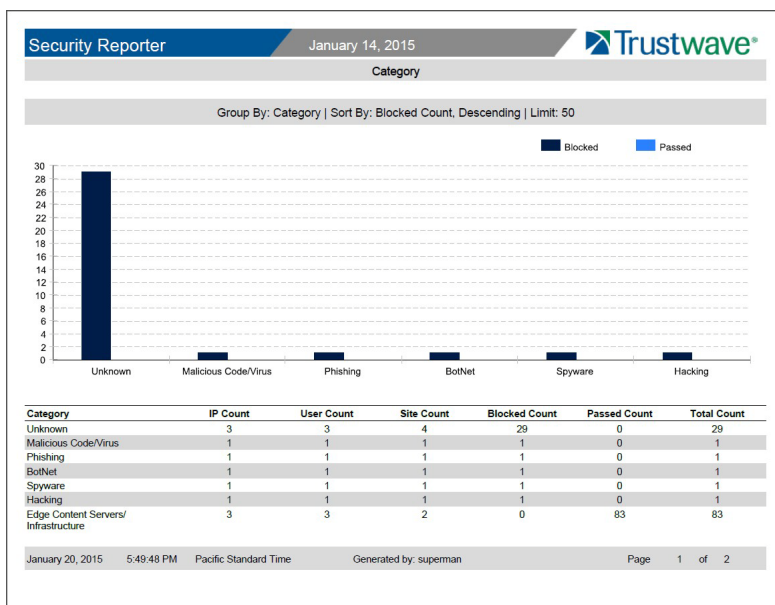 Security Reporter January 14, 2015 Trustwave®
Category
Group By: Category | Sort By: Blocked Count, Descending | Limit: 50
Blocked Passed
30
28
26
24
22
20
18
16
14
12
10
8
6
4
2
0
Unknown Malicious Code/Virus Phishing BotNet Spyware Hacking
Category IP Count User Count Site Count Blocked Count Passed Count Total Count
Unknown 3 3 4 29 0 29
Malicious Code/Virus 1 1 1 1 0 1
Phishing 1 1 1 1 0 1
BotNet 1 1 1 1 0 1
Spyware 1 1 1 1 0 1
Hacking 1 1 1 1 0 1
Edge Content Servers/ 3 3 2 0 83 83
Infrastructure
January 20, 2015 5:49:48 PM Pacific Standard Time Generated by: superman Page 1 of 2